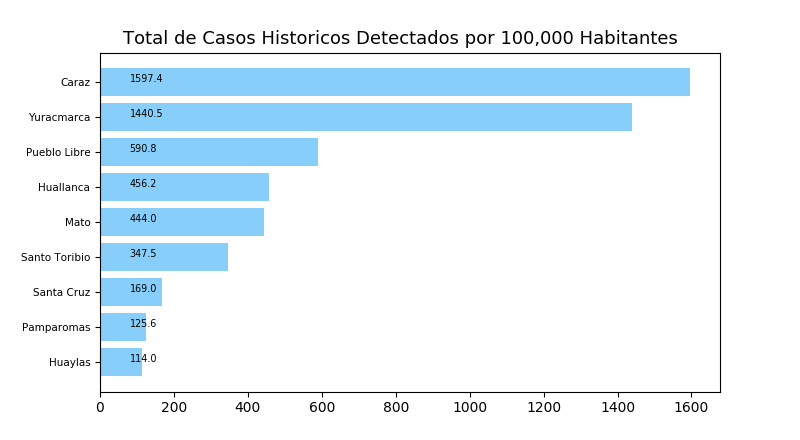 Total de Casos Historicos Detectados por 100,000 Habitantes
Caraz 1597.4
Yuracmarca 1440.5
Pueblo Libre 590.8
Huallanca 456.2
Mato 444.0
Santo Toribio 347.5
Santa Cruz 169.0
Pamparomas 125.6
Huaylas 114.0
0 200 400 600 800 1000 1200 1400 1600